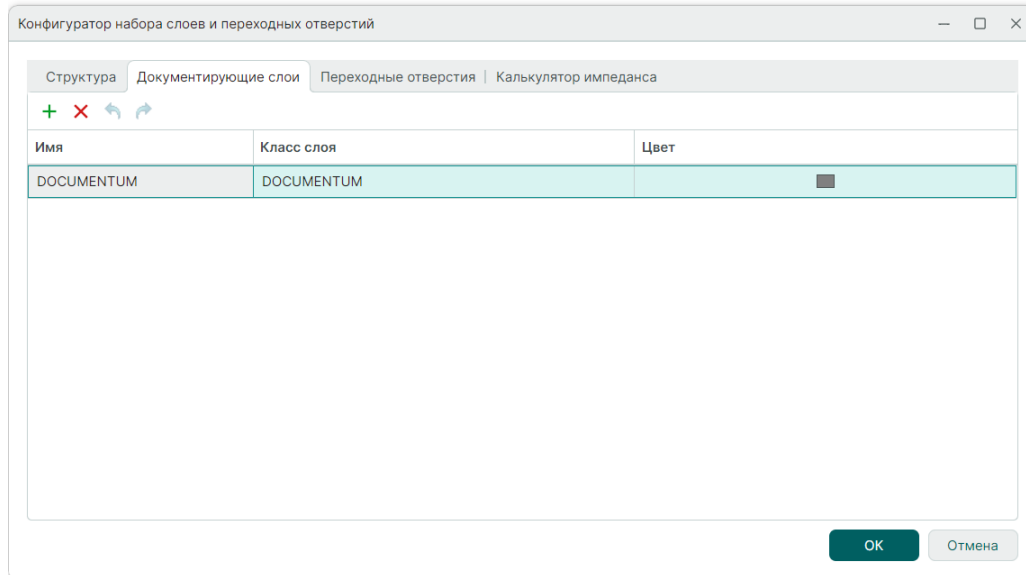 Конфигуратор набора слоев и переходных отверстий
Структура Документирующие слои Переходные отверстия Калькулятор импеданса
Имя Класс слоя Цвет
DOCUMENTUM DOCUMENTUM
OK Отмена